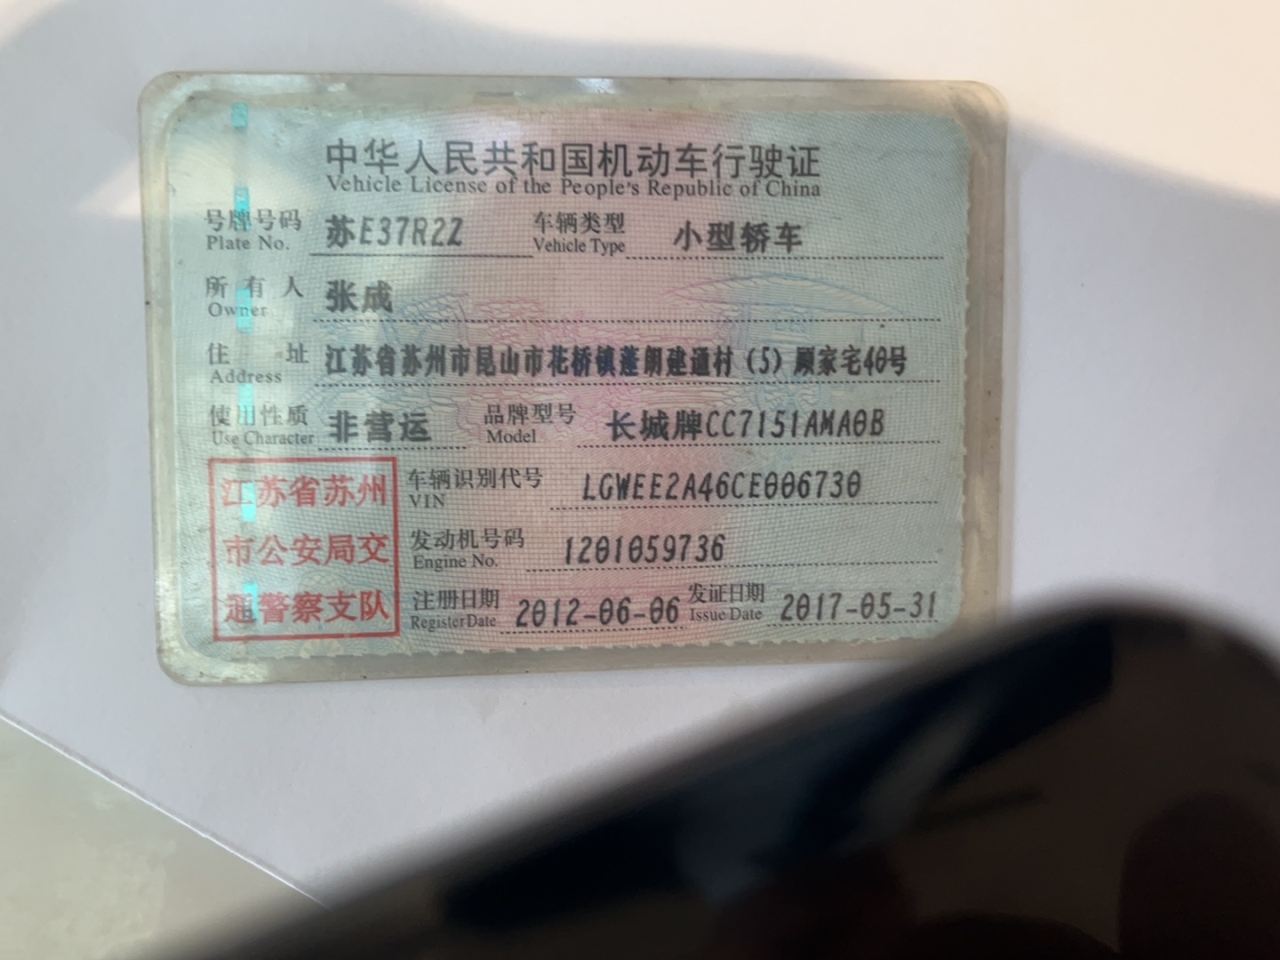 中华人民共和国机动车行驶证
Vehicle License of the People's Republic of China
号牌号码 苏E37R2Z 车辆类型 小型轿车
Plate No. Vehicle Type
所有人 张成
Owner
住址 江苏省苏州市昆山市花桥镇蓬朗建通村（5）顾家宅40号
Address
使用性质 非营运 品牌型号 长城牌CC7151AMA0B
Use Character Model
江苏省苏州
市公安局交
通警察支队
车辆识别代号 LGWEE2A46CE006730
VIN
发动机号码 1201059736
Engine No.
注册日期 2012-06-06 发证日期 2017-05-31
Register Date Issue Date